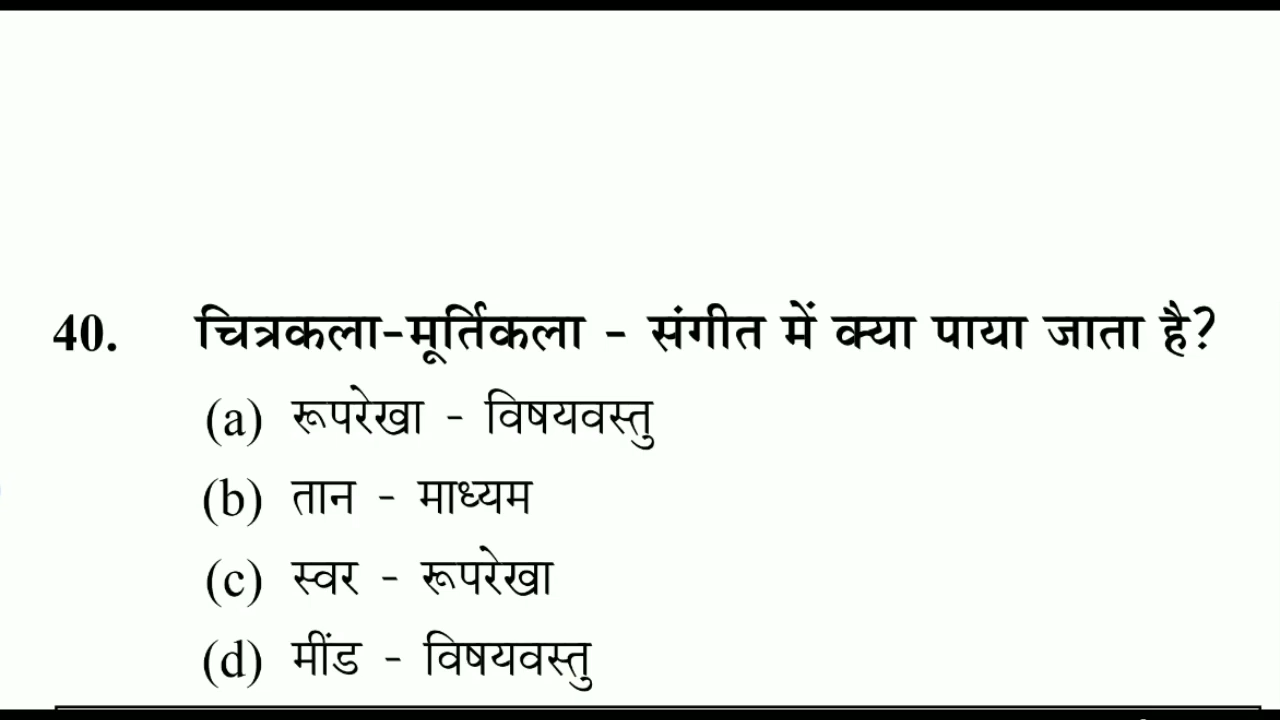 40. चित्रकला-मूर्तिकला - संगीत में क्या पाया जाता है?
(a) रूपरेखा - विषयवस्तु
(b) तान - माध्यम
(c) स्वर - रूपरेखा
(d) मींड - विषयवस्तु